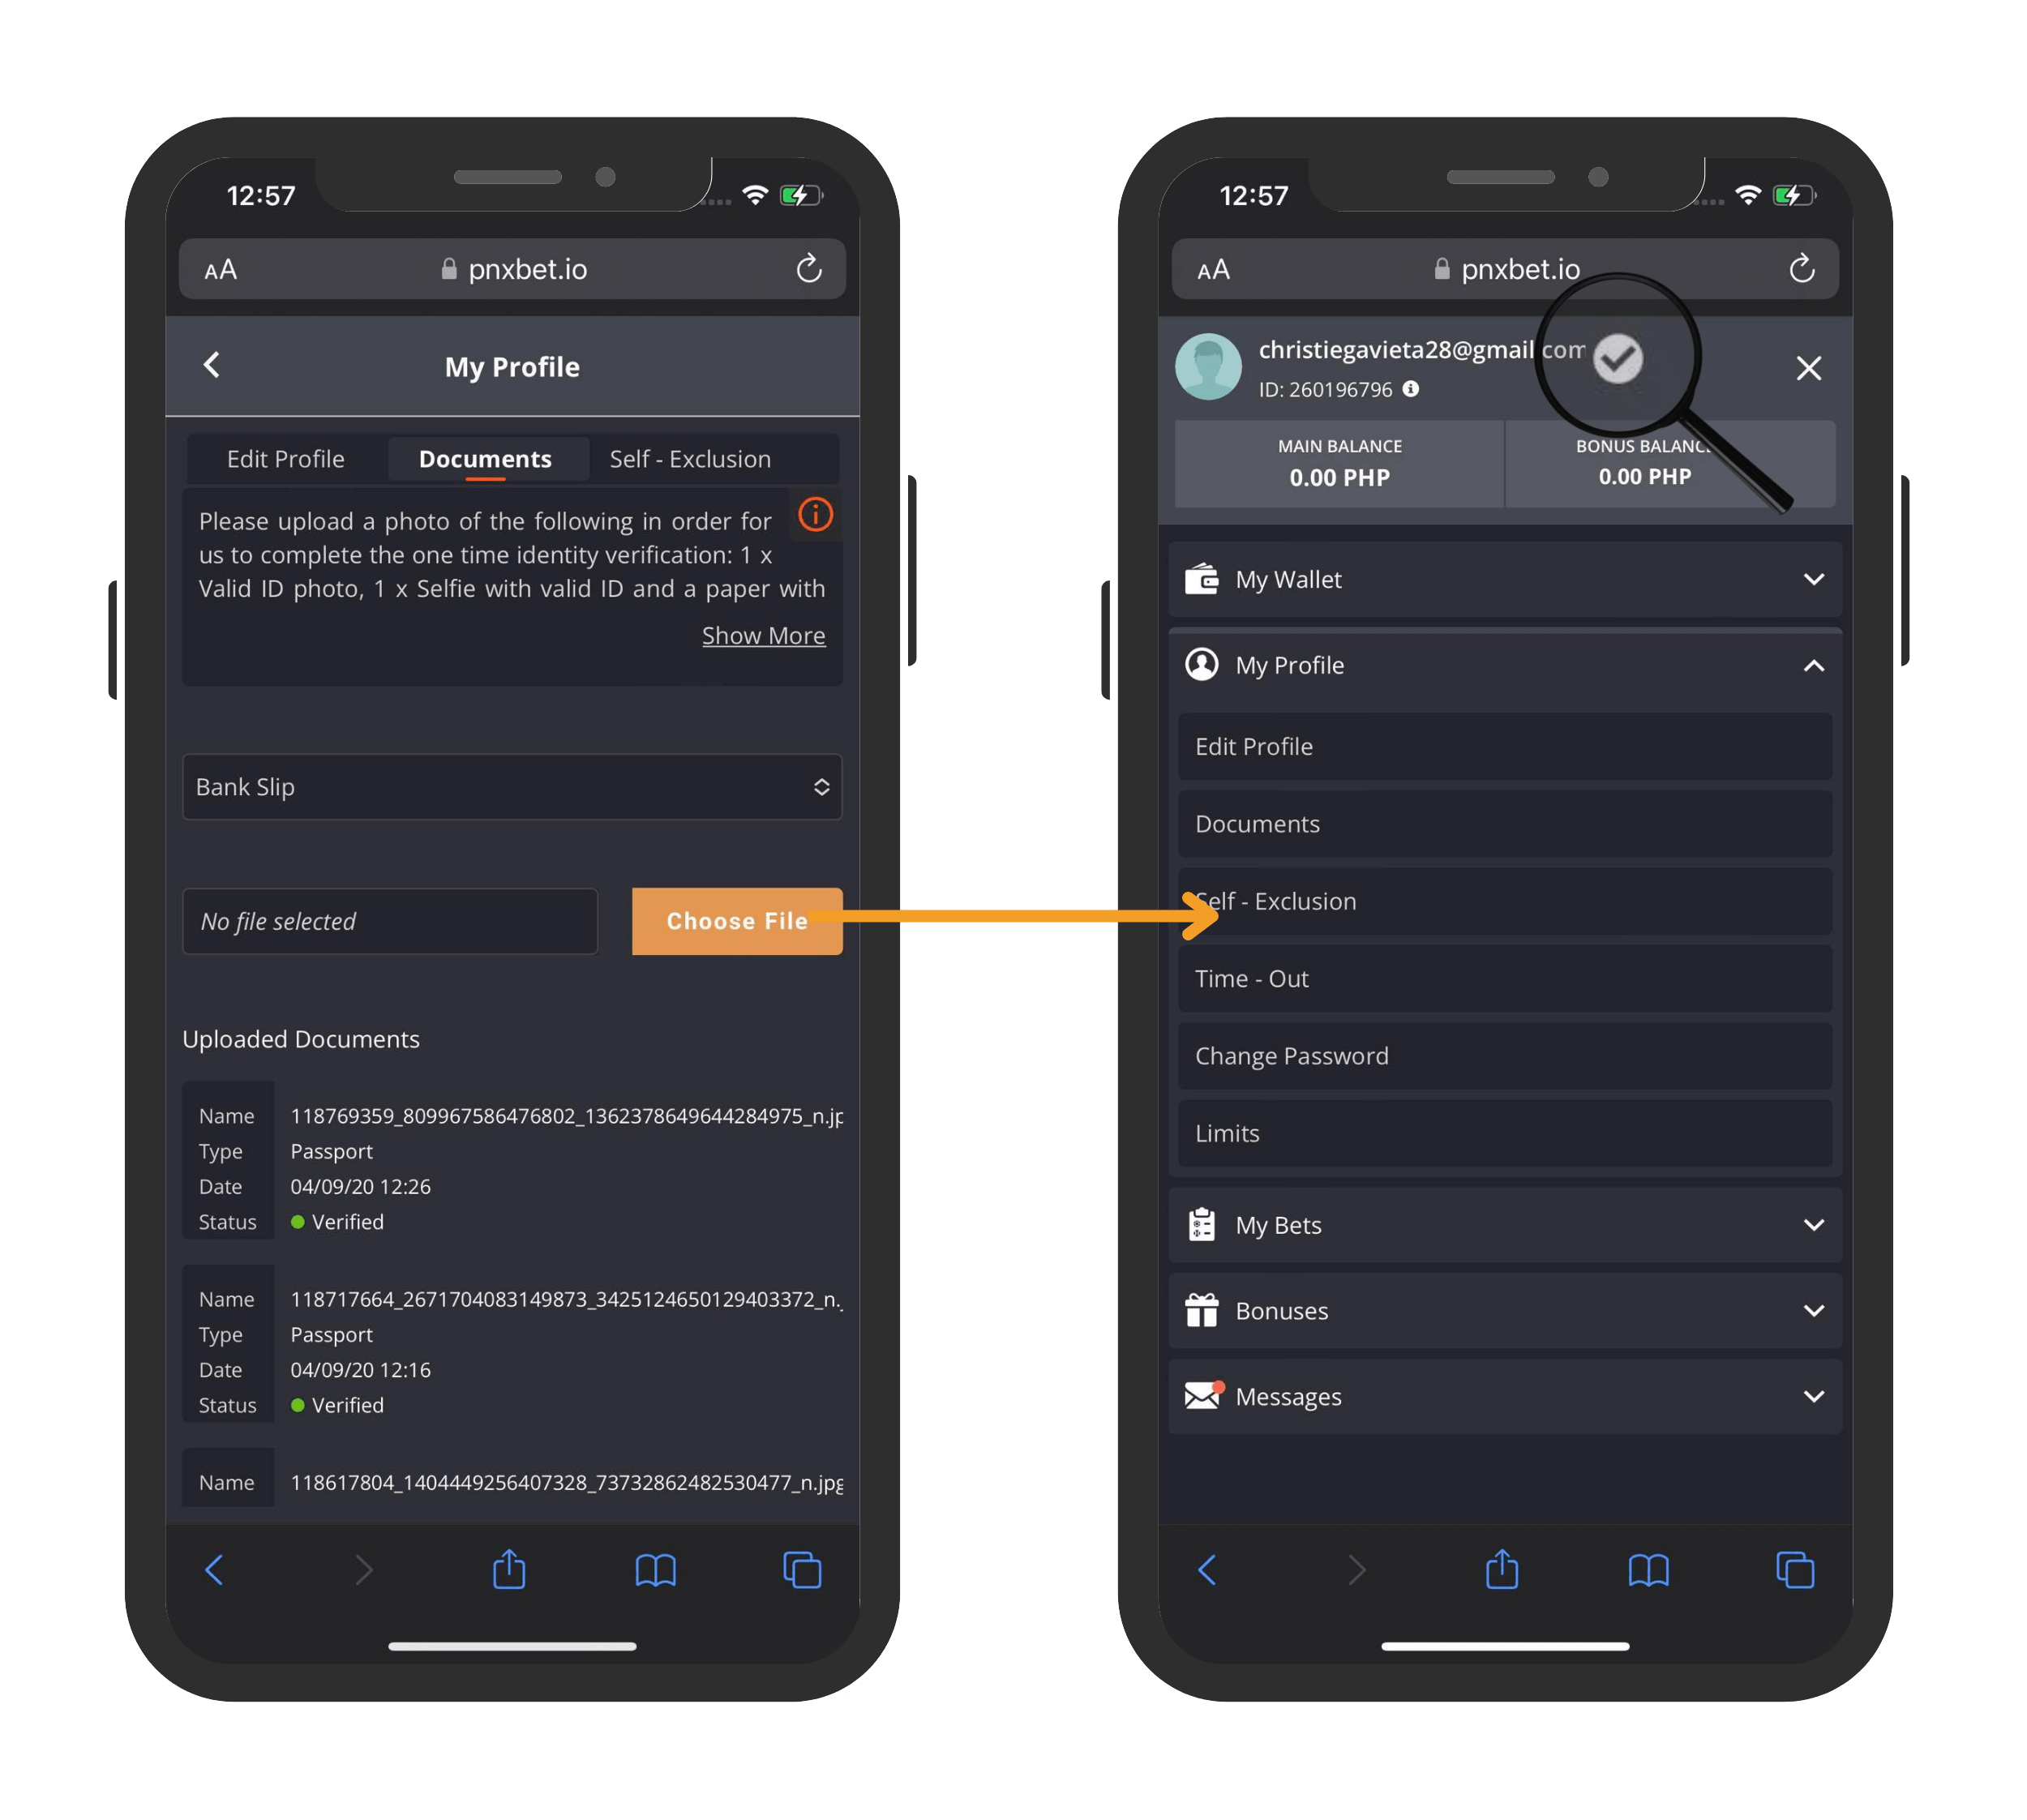 12:57
AA pnxbet.io
My Profile
Edit Profile Documents Self - Exclusion
Please upload a photo of the following in order for
us to complete the one time identity verification: 1 x
Valid ID photo, 1 x Selfie with valid ID and a paper with
Show More
Bank Slip
No file selected Choose File
Uploaded Documents
Name 118769359_809967586476802_1362378649644284975_n.jp
Type Passport
Date 04/09/20 12:26
Status Verified
Name 118717664_2671704083149873_3425124650129403372_n.
Type Passport
Date 04/09/20 12:16
Status Verified
Name 118617804_1404449256407328_73732862482530477_n.jpg
12:57
AA pnxbet.io
christiegavieta28@gmail.com
ID: 260196796
MAIN BALANCE BONUS BALANCE
0.00 PHP 0.00 PHP
My Wallet
My Profile
Edit Profile
Documents
Self - Exclusion
Time - Out
Change Password
Limits
My Bets
Bonuses
Messages